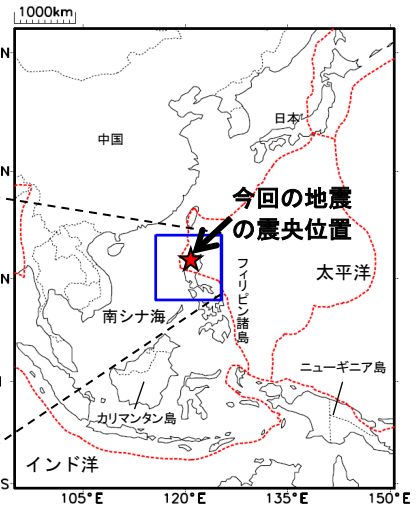 1000km
N
中国
日本
N
今回の地震
の震央位置
N
太平洋
フィリピン諸島
南シナ海
ニューギニア島
カリマンタン島
インド洋
S
105°E
120°E
135°E
150°E